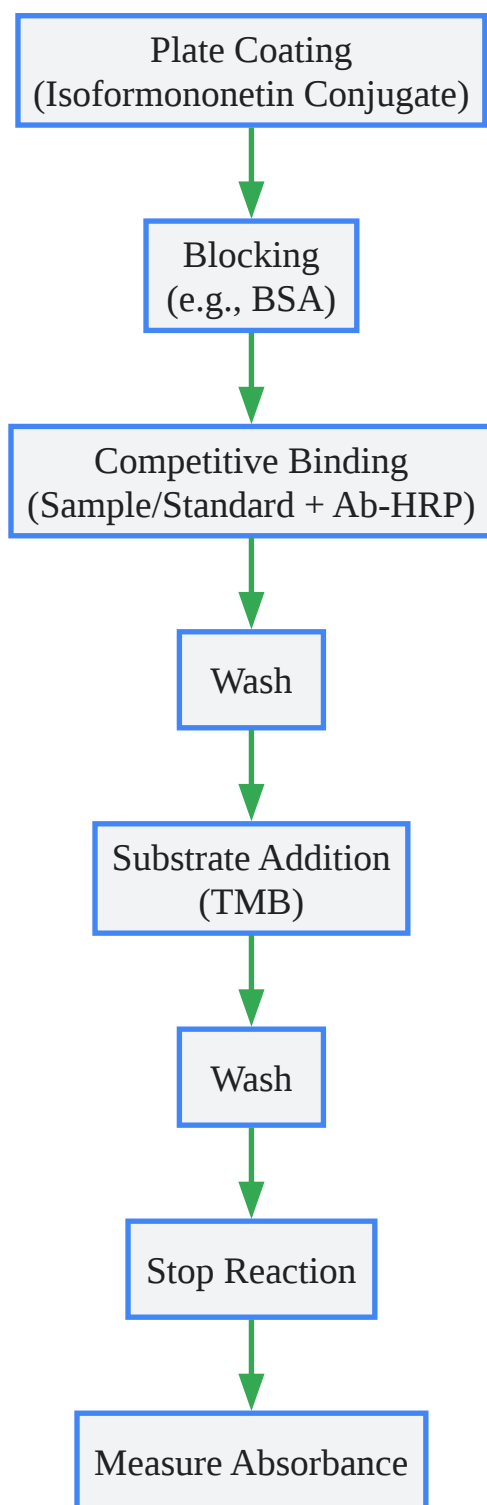 Plate Coating
(Isoformononetin Conjugate)
Blocking
(e.g., BSA)
Competitive Binding
(Sample/Standard + Ab-HRP)
Wash
Substrate Addition
(TMB)
Wash
Stop Reaction
Measure Absorbance